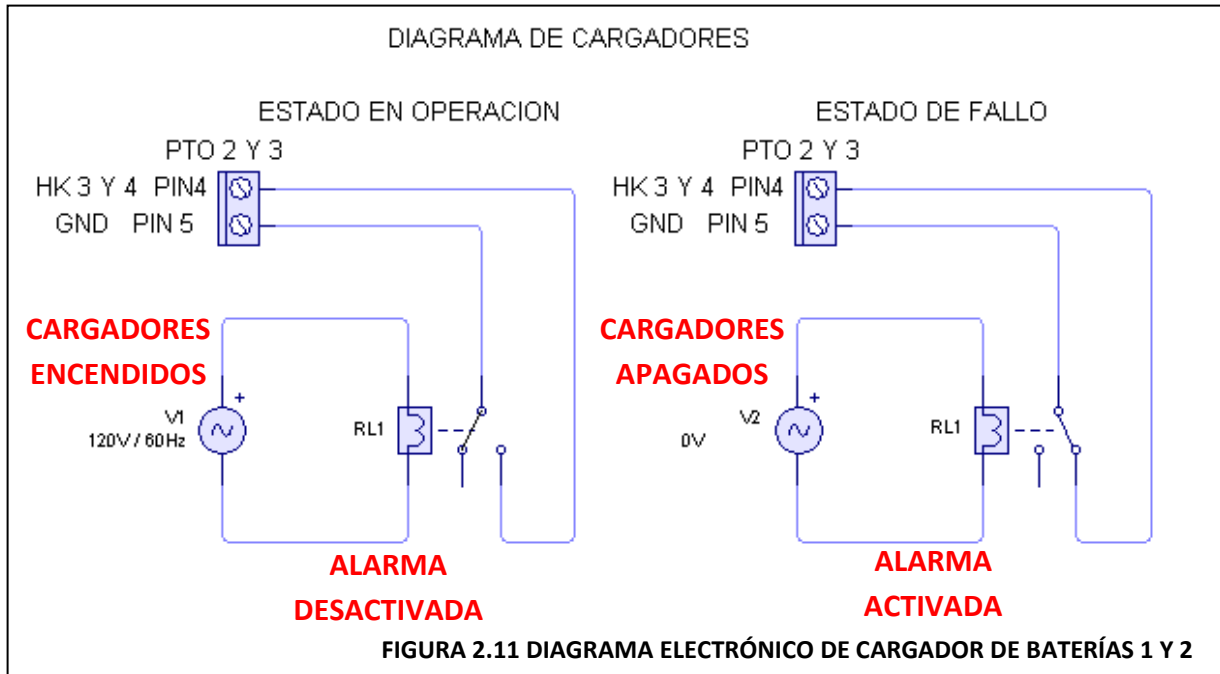 DIAGRAMA DE CARGADORES
ESTADO EN OPERACION
PTO 2 Y 3
HK 3 Y 4 PIN4
GND PIN 5
CARGADORES
ENCENDIDOS
+
V1
120V / 60Hz
RL1
ALARMA
DESACTIVADA
ESTADO DE FALLO
PTO 2 Y 3
HK 3 Y 4 PIN4
GND PIN 5
CARGADORES
APAGADOS
+
V2
0V
RL1
ALARMA
ACTIVADA
FIGURA 2.11 DIAGRAMA ELECTRÓNICO DE CARGADOR DE BATERÍAS 1 Y 2